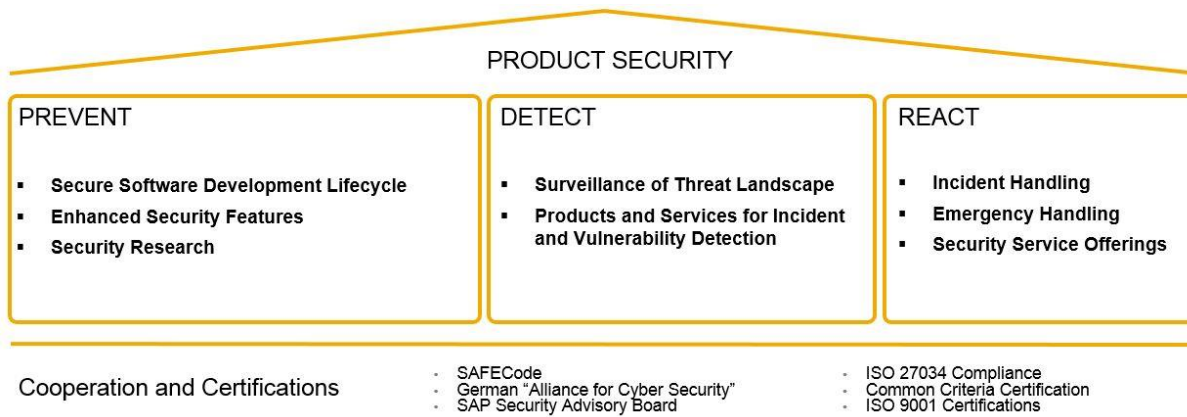 PRODUCT SECURITY
PREVENT
▪ Secure Software Development Lifecycle
▪ Enhanced Security Features
▪ Security Research
DETECT
▪ Surveillance of Threat Landscape
▪ Products and Services for Incident
and Vulnerability Detection
REACT
▪ Incident Handling
▪ Emergency Handling
▪ Security Service Offerings
Cooperation and Certifications
- SAFECode
- German “Alliance for Cyber Security”
- SAP Security Advisory Board
- ISO 27034 Compliance
- Common Criteria Certification
- ISO 9001 Certifications